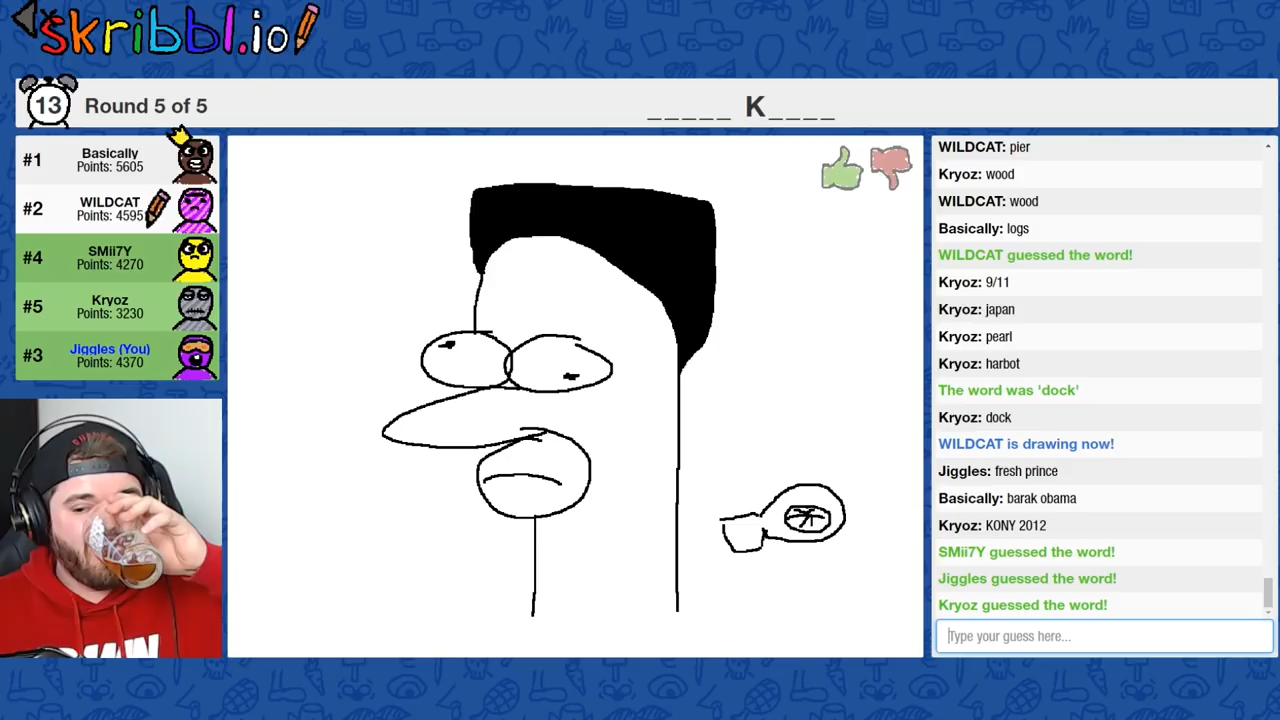 skribbl.io
13
Round 5 of 5
_____ K____
#1
Basically
Points: 5605
#2
WILDCAT
Points: 4595
#4
SMii7Y
Points: 4270
#5
Kryoz
Points: 3230
#3
Jiggles (You)
Points: 4370
WILDCAT: pier
Kryoz: wood
WILDCAT: wood
Basically: logs
WILDCAT guessed the word!
Kryoz: 9/11
Kryoz: japan
Kryoz: pearl
Kryoz: harbot
The word was 'dock'
Kryoz: dock
WILDCAT is drawing now!
Jiggles: fresh prince
Basically: barak obama
Kryoz: KONY 2012
SMii7Y guessed the word!
Jiggles guessed the word!
Kryoz guessed the word!
Type your guess here...